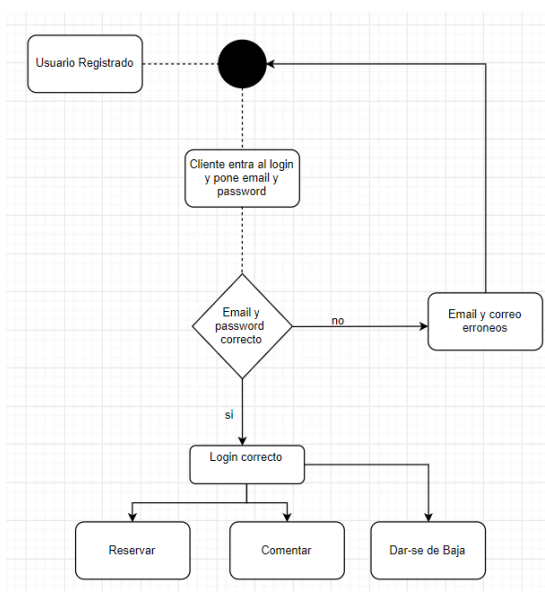 Usuario Registrado
Cliente entra al login
y pone email y
password
Email y
password
correcto
no
Email y correo
erroneos
si
Login correcto
Reservar
Comentar
Dar-se de Baja